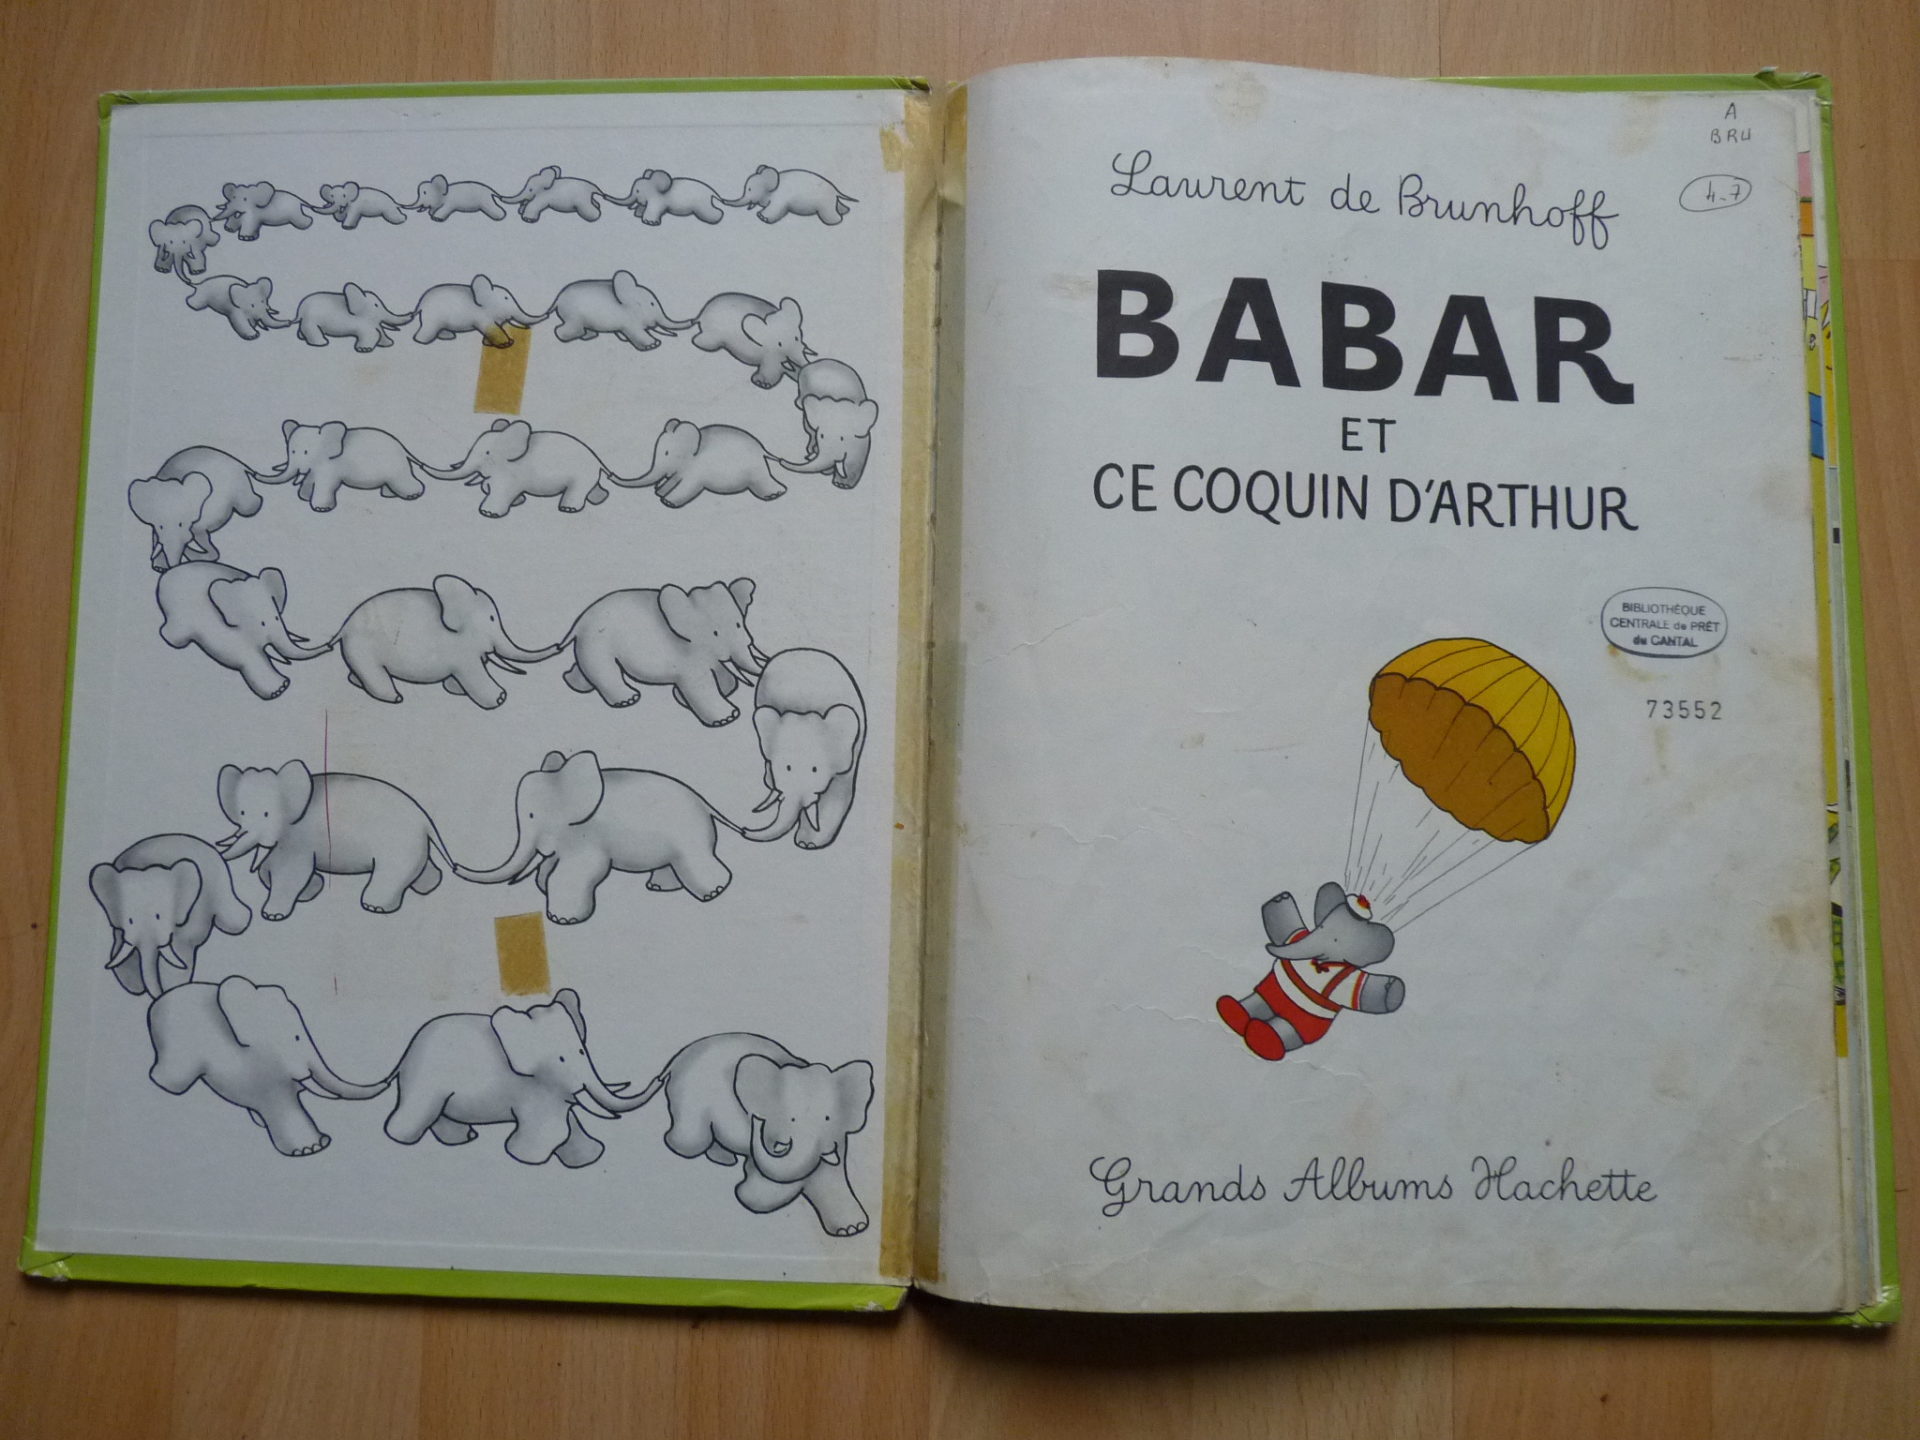 A
BRU
4-7
Laurent de Brunhoff
BABAR
ET
CE COQUIN D'ARTHUR
BIBLIOTHÈQUE
CENTRALE de PRÊT
du CANTAL
73552
Grands Albums Hachette